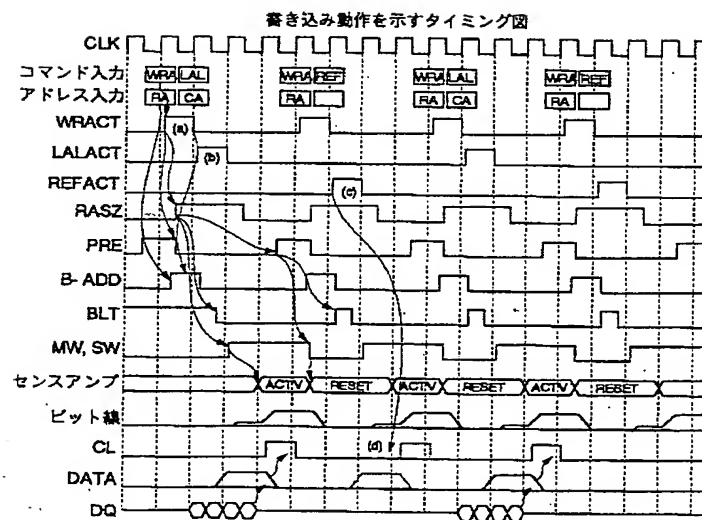 書き込み動作を示すタイミング図
CLK
コマンド入力 WRA LAL WRA REF WRA LAL WRA REF
アドレス入力 RA CA RA RA CA RA
WRACT (a)
LALACT (b)
REFACT (c)
RASZ
PRE
B-ADD
BLT
MW, SW
センスアンプ ACTIV RESET ACTIV RESET ACTIV RESET
ビット線
CL (d)
DATA
DQ